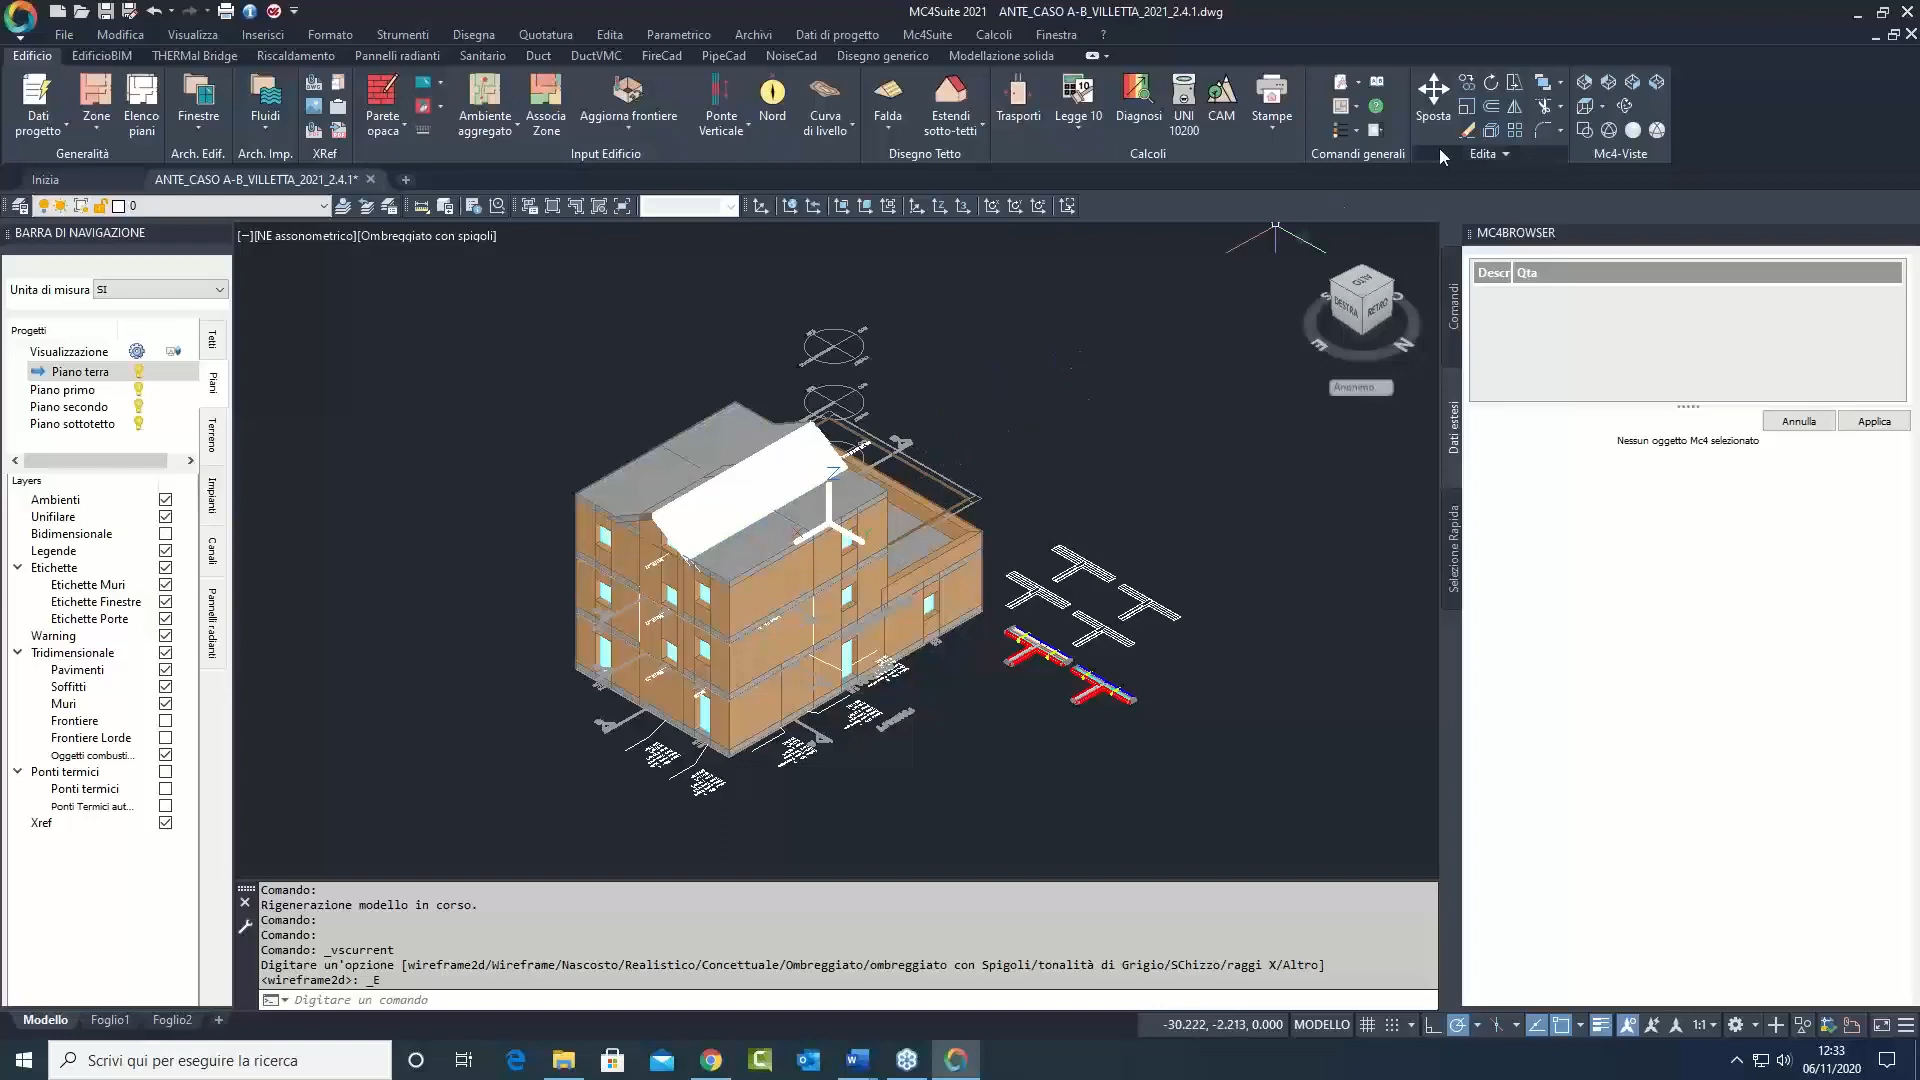 MC4Suite 2021 ANTE_CASO A-B_VILLETTA_2021_2.4.1.dwg
File Modifica Visualizza Inserisci Formato Strumenti Disegna Quotatura Edita Parametrico Archivi Dati di progetto Mc4Suite Calcoli Finestra ?
Edificio EdificioBIM THERMal Bridge Riscaldamento Pannelli radianti Sanitario Duct DuctVMC FireCad PipeCad NoiseCad Disegno generico Modellazione solida
Dati progetto
Zone
Elenco piani
Finestre
Fluidi
Parete opaca
Ambiente aggregato
Associa Zone
Aggiorna frontiere
Ponte Verticale
Nord
Curva di livello
Falda
Estendi sotto-tetti
Trasporti
Legge 10
Diagnosi
UNI 10200
CAM
Stampe
Sposta
Generalità Arch. Edif. Arch. Imp. XRef Input Edificio Disegno Tetto Calcoli Comandi generali Edita Mc4-Viste
Inizia ANTE_CASO A-B_VILLETTA_2021_2.4.1*
0
BARRA DI NAVIGAZIONE
[−][NE assonometrico][Ombreggiato con spigoli]
MC4BROWSER
Unita di misura SI
Progetti
Visualizzazione
Piano terra
Piano primo
Piano secondo
Piano sottotetto
Layers
Ambienti
Unifilare
Bidimensionale
Legende
Etichette
Etichette Muri
Etichette Finestre
Etichette Porte
Warning
Tridimensionale
Pavimenti
Soffitti
Muri
Frontiere
Frontiere Lorde
Oggetti combusti...
Ponti termici
Ponti termici
Ponti Termici aut...
Xref
Tetti
Piani
Terreno
Impianti
Canali
Pannelli radianti
DESTRA
RETRO
E
N
Anonimo
Z
Comandi
Dati estesi
Selezione Rapida
Descr Qta
Annulla Applica
Nessun oggetto Mc4 selezionato
Comando:
Rigenerazione modello in corso.
Comando:
Comando:
Comando: _vscurrent
Digitare un'opzione [wireframe2d/Wireframe/Nascosto/Realistico/Concettuale/Ombreggiato/ombreggiato con Spigoli/tonalità di Grigio/SChizzo/raggi X/Altro]
<wireframe2d>: _E
Digitare un comando
Modello Foglio1 Foglio2 +
-30.222, -2.213, 0.000 MODELLO 1:1
Scrivi qui per eseguire la ricerca
12:33
06/11/2020